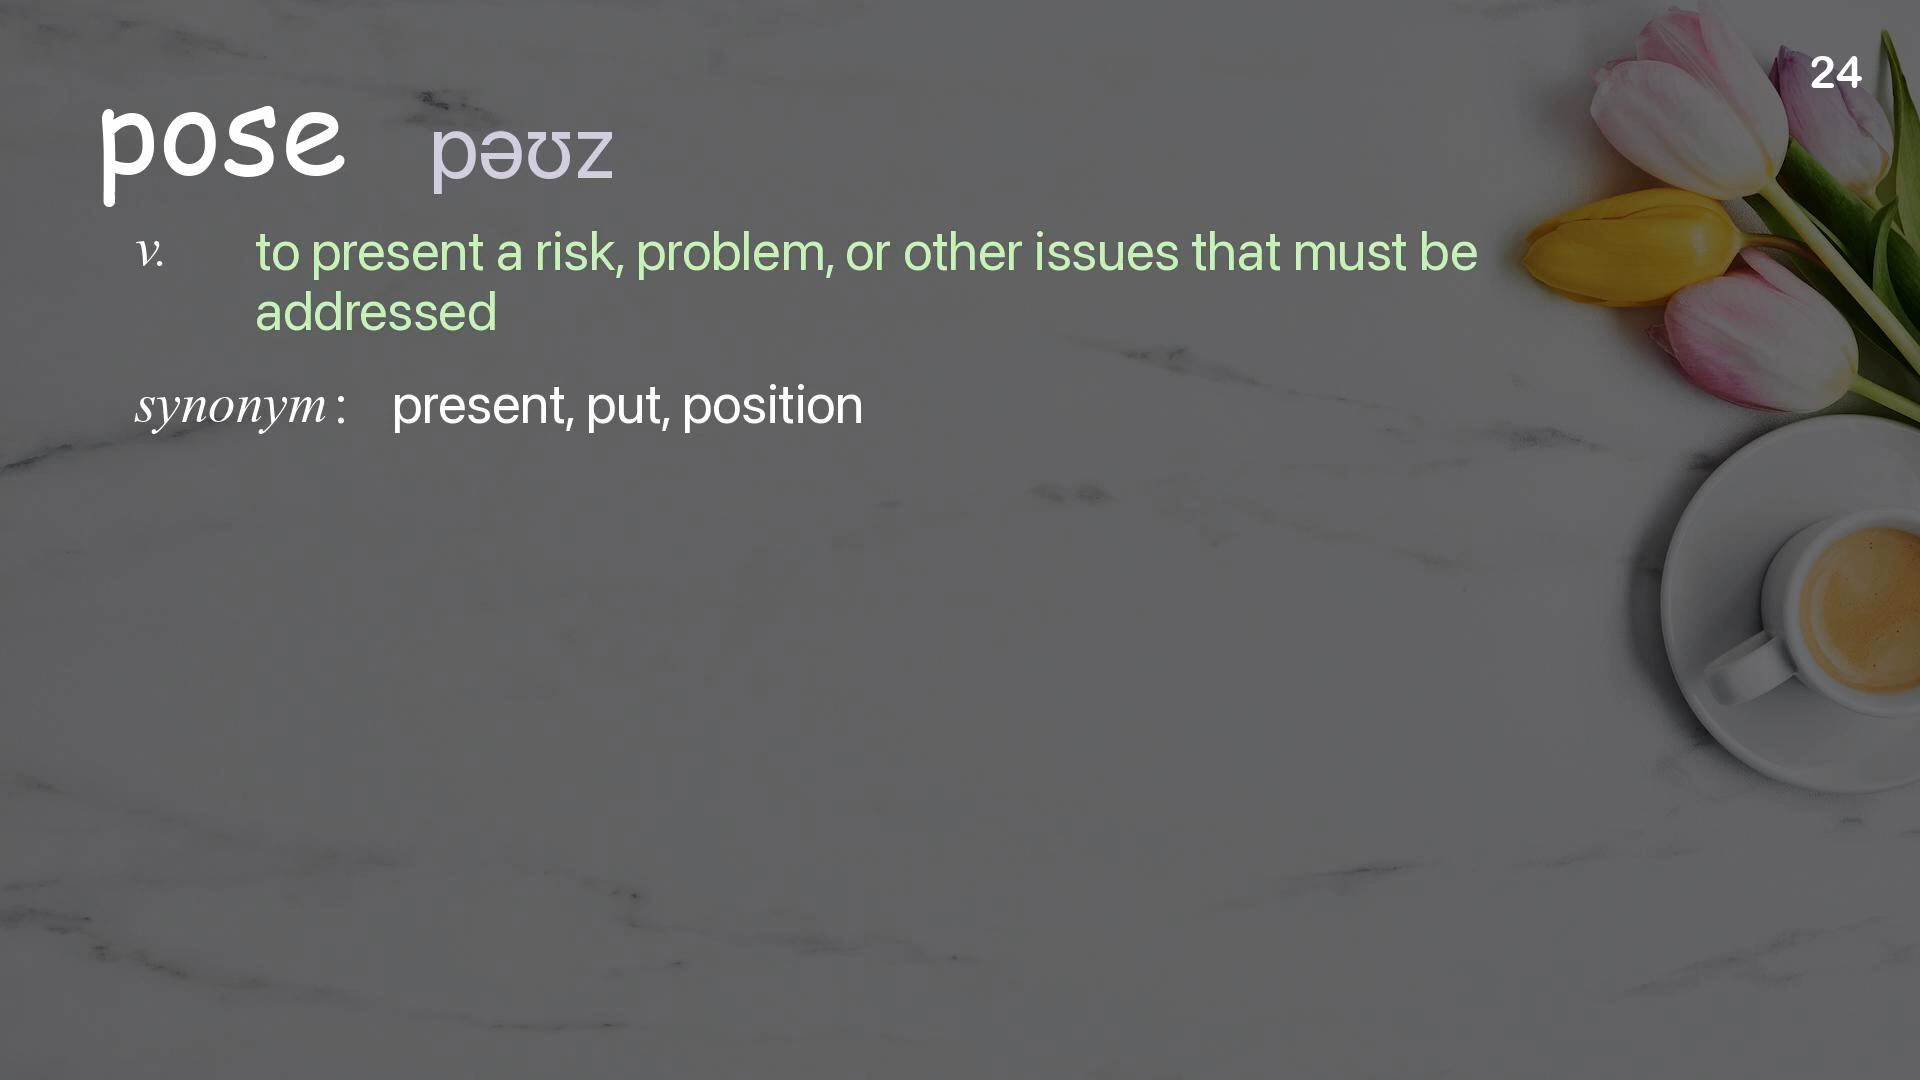 24
pose pəʊz
v. to present a risk, problem, or other issues that must be
addressed
synonym: present, put, position